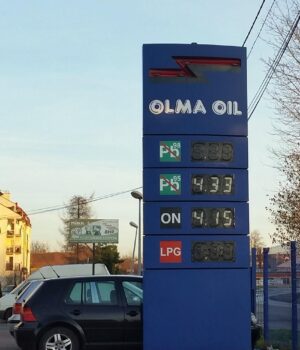 OLMA OIL
Pb 98
Pb 95 4.33
ON 4.15
LPG